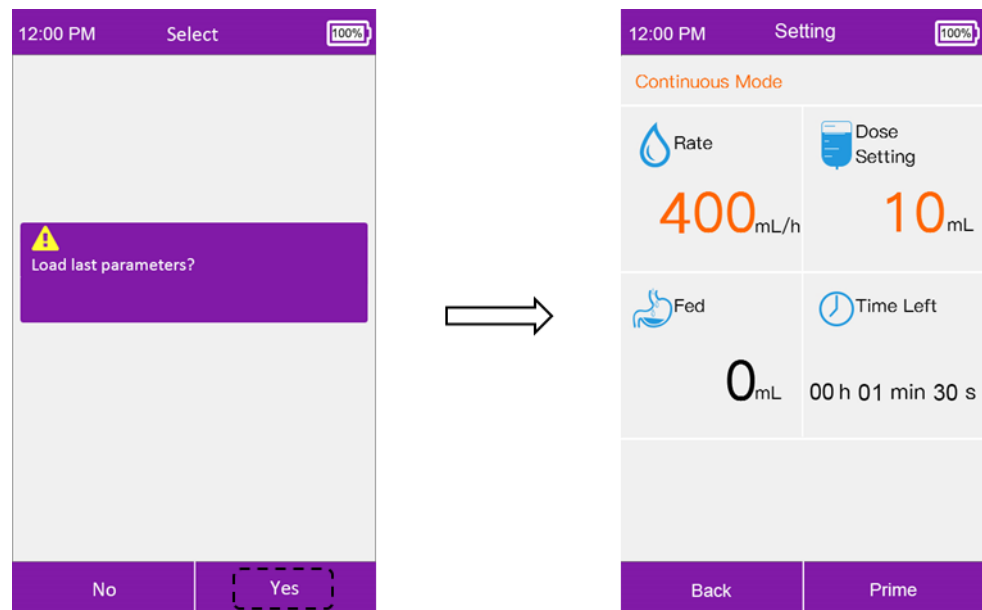 12:00 PM Select 100%
Load last parameters?
No Yes
12:00 PM Setting 100%
Continuous Mode
Rate
400mL/h
Dose
Setting
10mL
Fed
0mL
Time Left
00 h 01 min 30 s
Back Prime